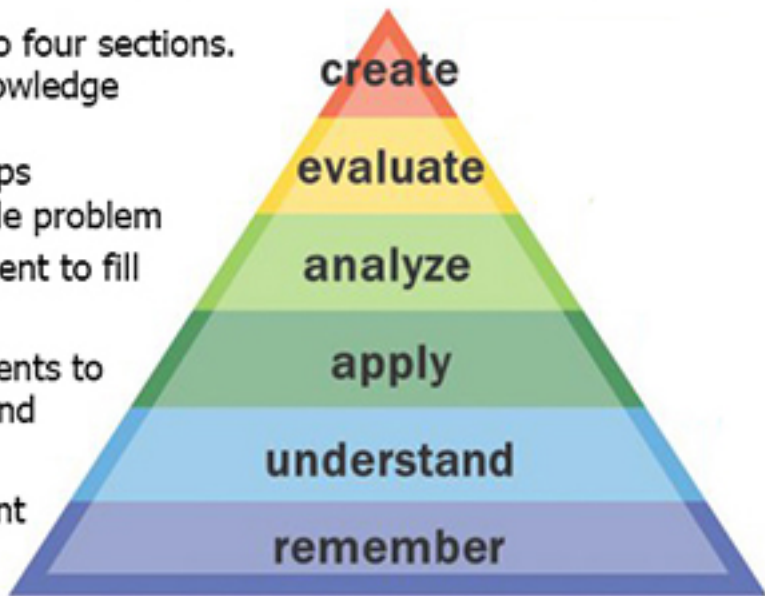 o four sections.
owledge
ps
le problem
ent to fill
ents to
nd
nt
create
evaluate
analyze
apply
understand
remember